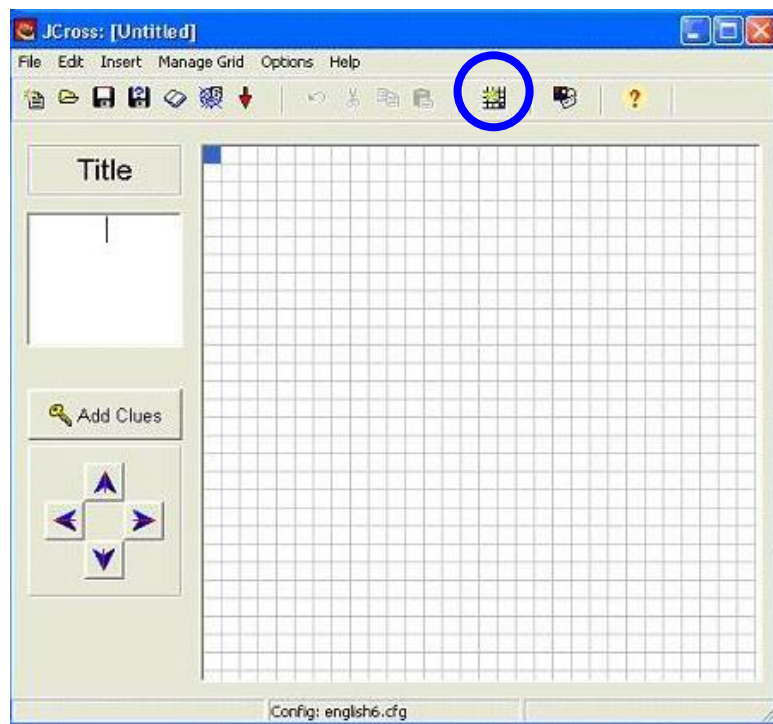 JCross: [Untitled]
File Edit Insert Manage Grid Options Help
?
Title
Add Clues
Config: english6.cfg